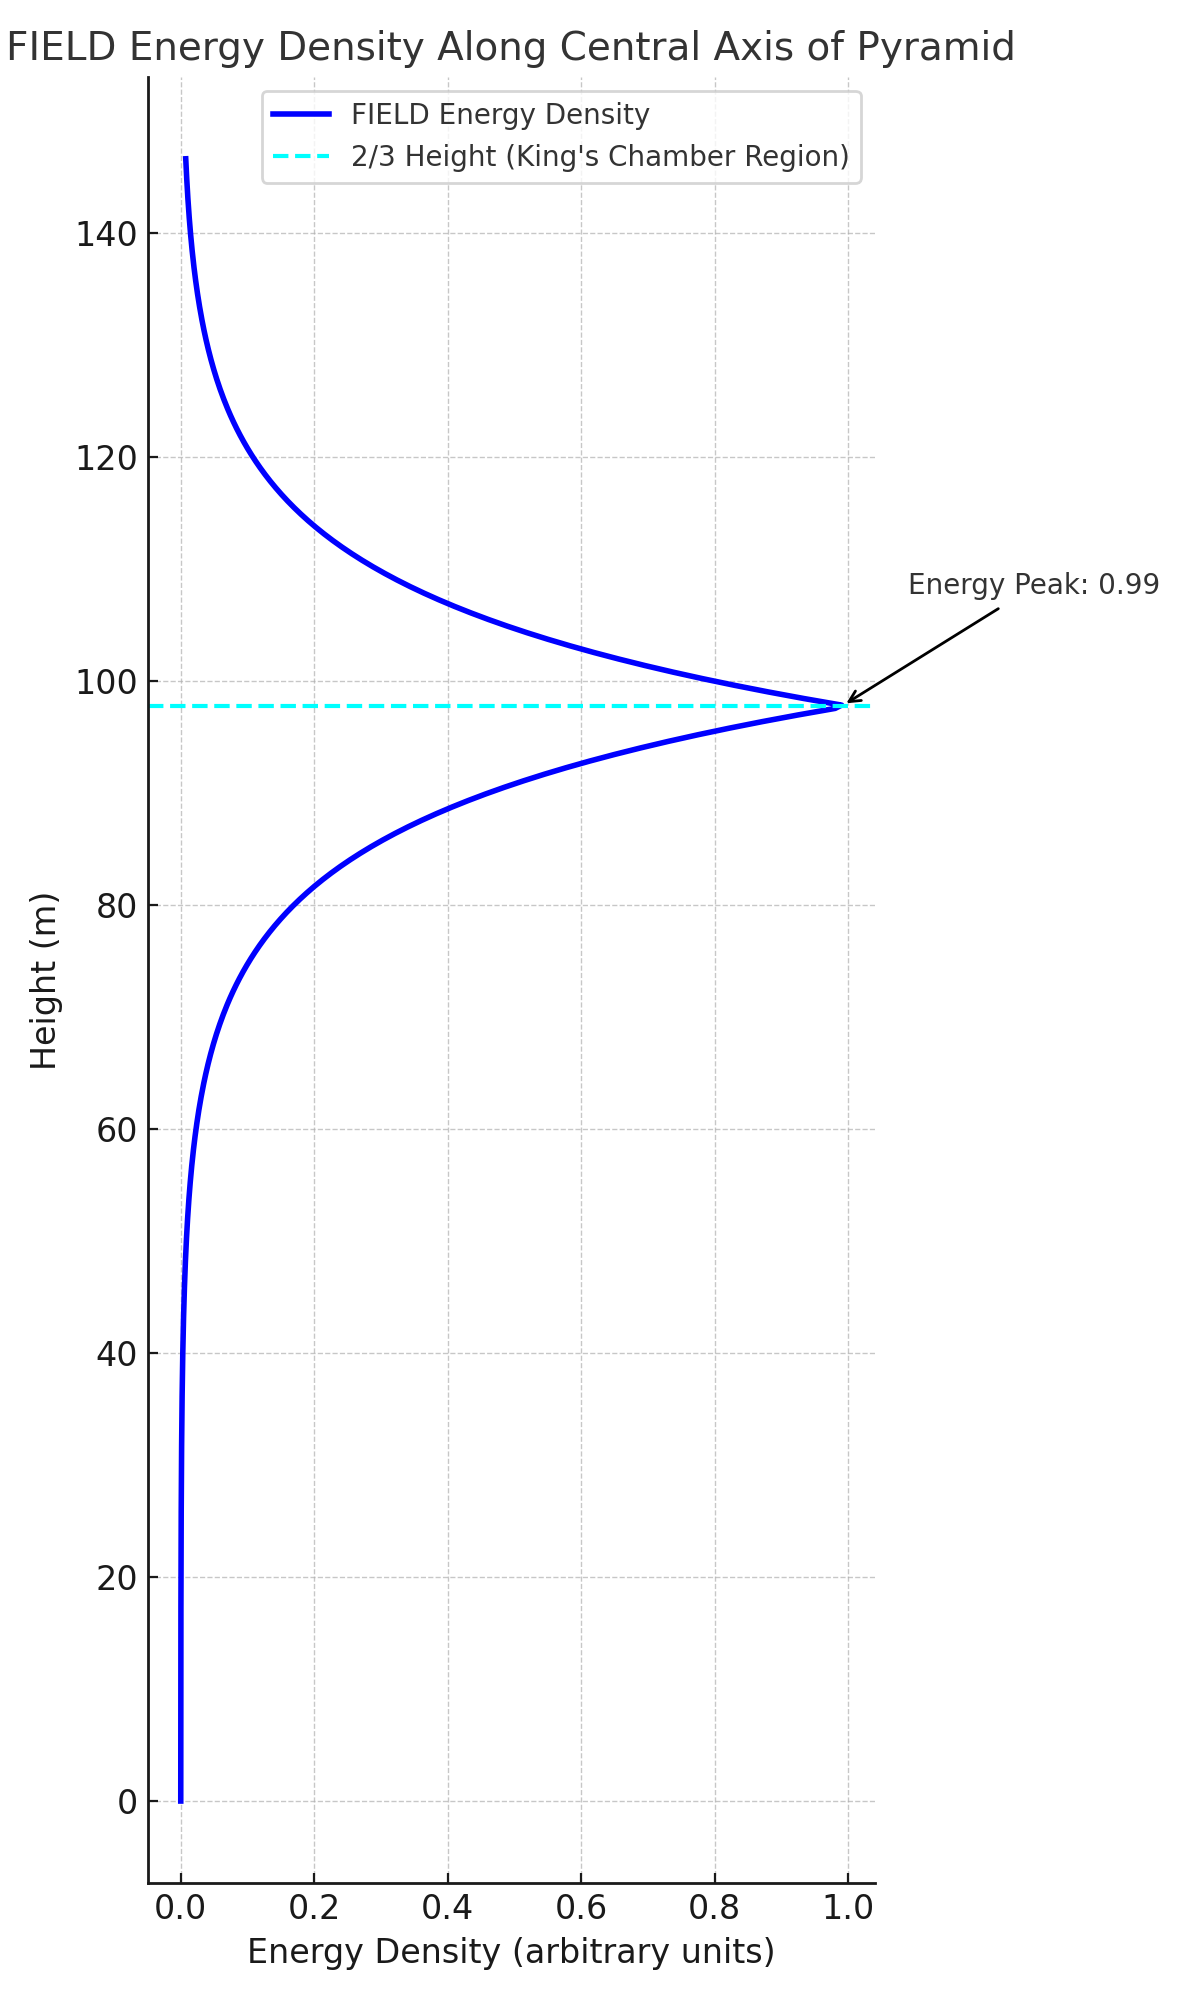 FIELD Energy Density Along Central Axis of Pyramid
FIELD Energy Density
2/3 Height (King's Chamber Region)
140
120
Energy Peak: 0.99
100
80
Height (m)
60
40
20
0
0.0 0.2 0.4 0.6 0.8 1.0
Energy Density (arbitrary units)